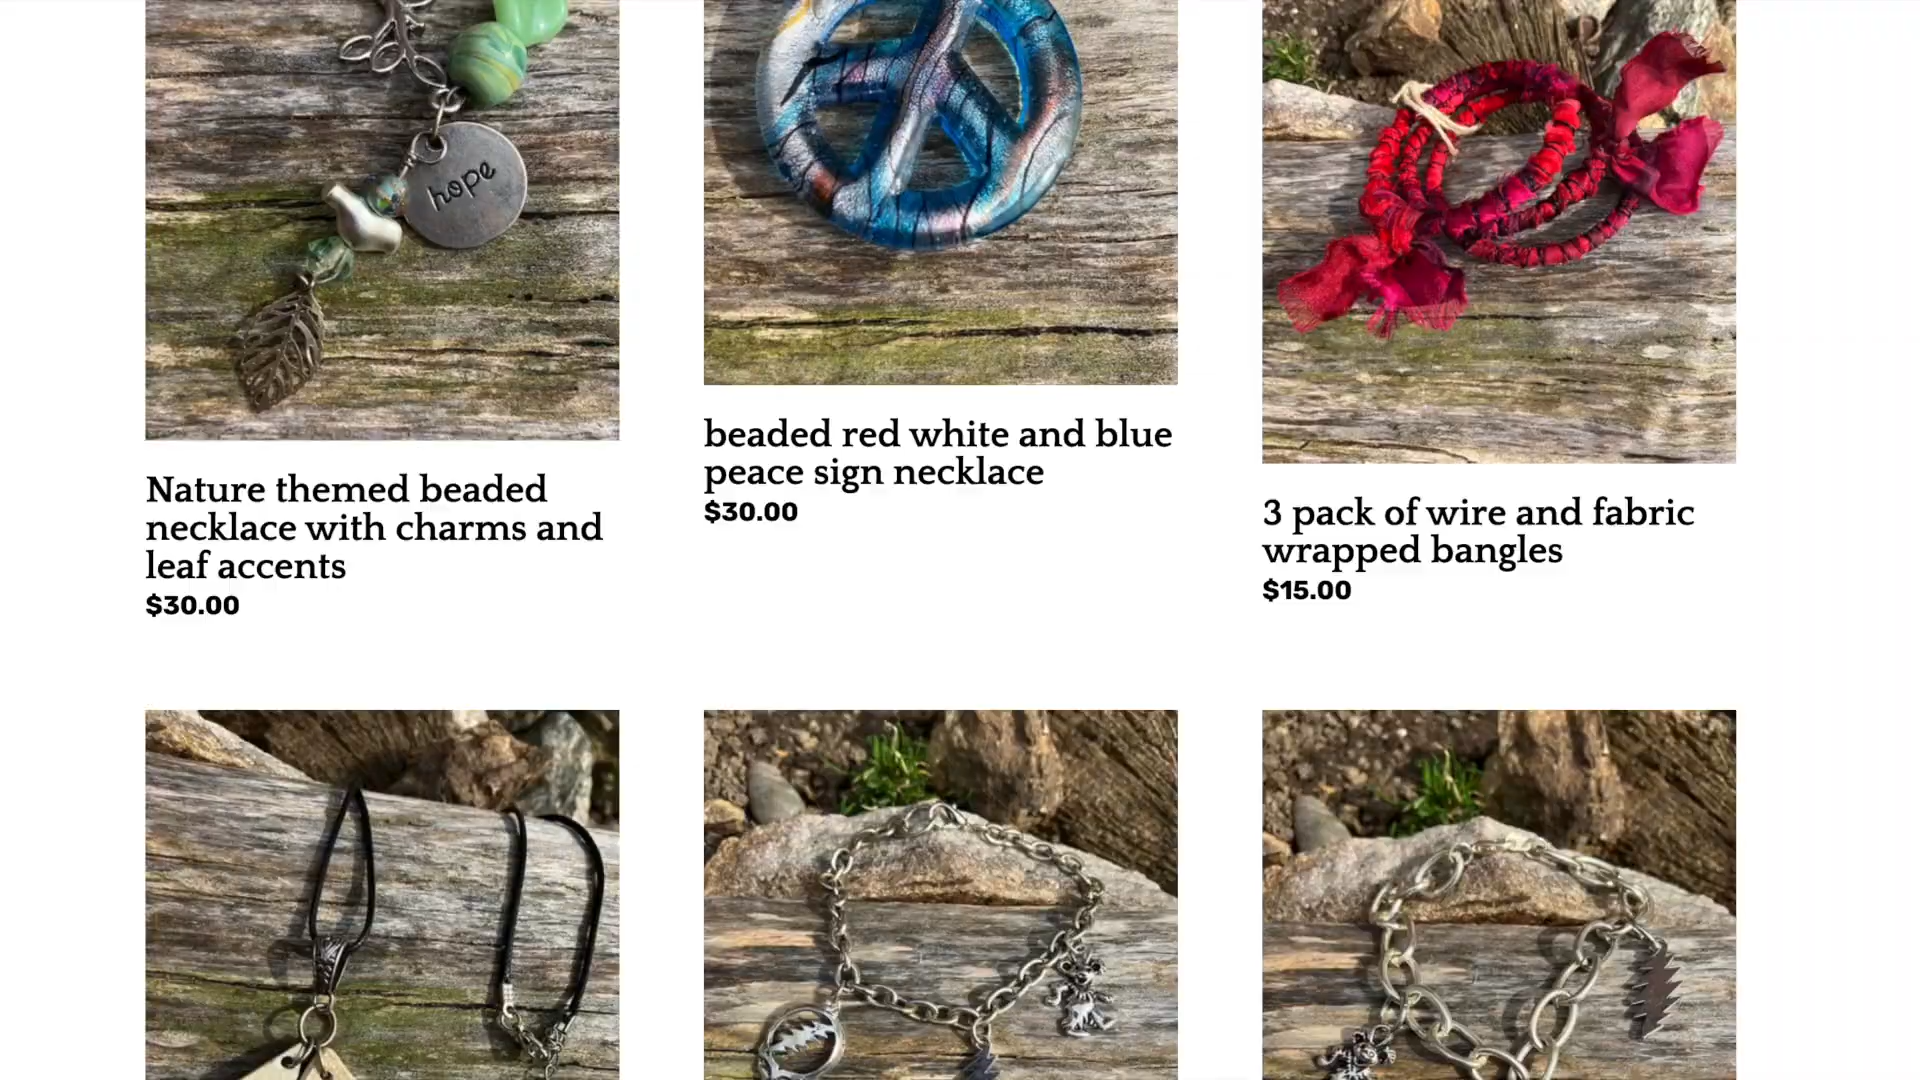 hope
Nature themed beaded
necklace with charms and
leaf accents
$30.00
beaded red white and blue
peace sign necklace
$30.00
3 pack of wire and fabric
wrapped bangles
$15.00